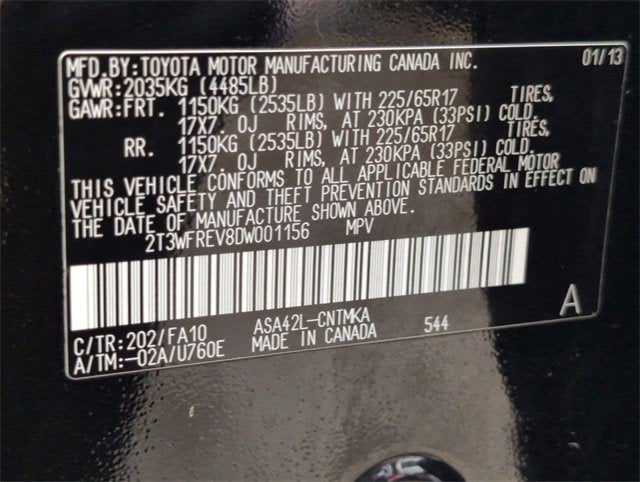 MFD.BY:TOYOTA MOTOR MANUFACTURING CANADA INC. 01/13
GVWR:2035KG (4485LB)
GAWR:FRT. 1150KG (2535LB) WITH 225/65R17 TIRES,
17X7. 0J RIMS, AT 230KPA (33PSI) COLD.
RR. 1150KG (2535LB) WITH 225/65R17 TIRES,
17X7. 0J RIMS, AT 230KPA (33PSI) COLD.
THIS VEHICLE CONFORMS TO ALL APPLICABLE FEDERAL MOTOR
VEHICLE SAFETY AND THEFT PREVENTION STANDARDS IN EFFECT ON
THE DATE OF MANUFACTURE SHOWN ABOVE.
2T3WFREV8DW001156 MPV
A
C/TR:202/FA10 ASA42L-CNTMKA 544
A/TM:-02A/U760E MADE IN CANADA